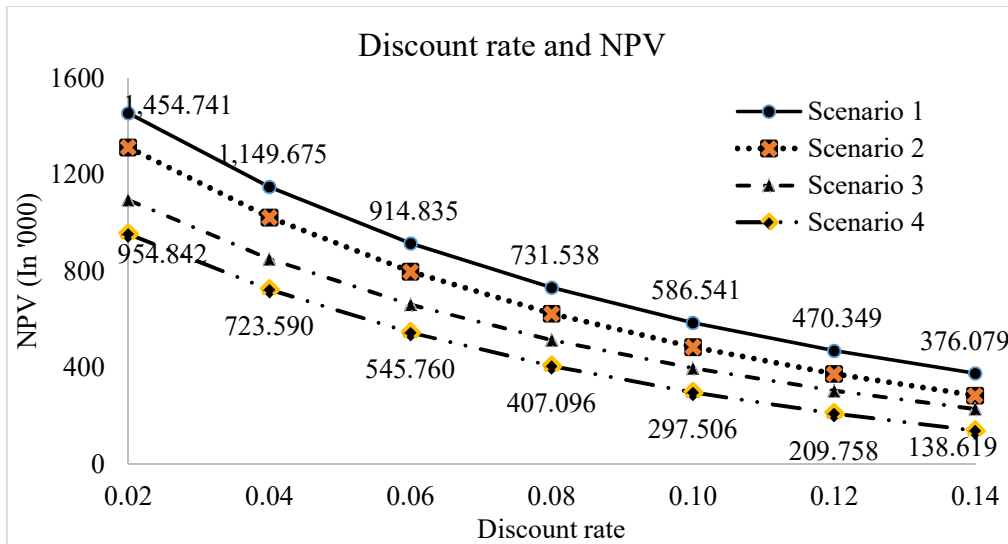 Discount rate and NPV
NPV (In '000)
1600
1200
800
400
0
1,454.741
1,149.675
914.835
731.538
586.541
470.349
376.079
954.842
723.590
545.760
407.096
297.506
209.758
138.619
Scenario 1
Scenario 2
Scenario 3
Scenario 4
0.02 0.04 0.06 0.08 0.10 0.12 0.14
Discount rate